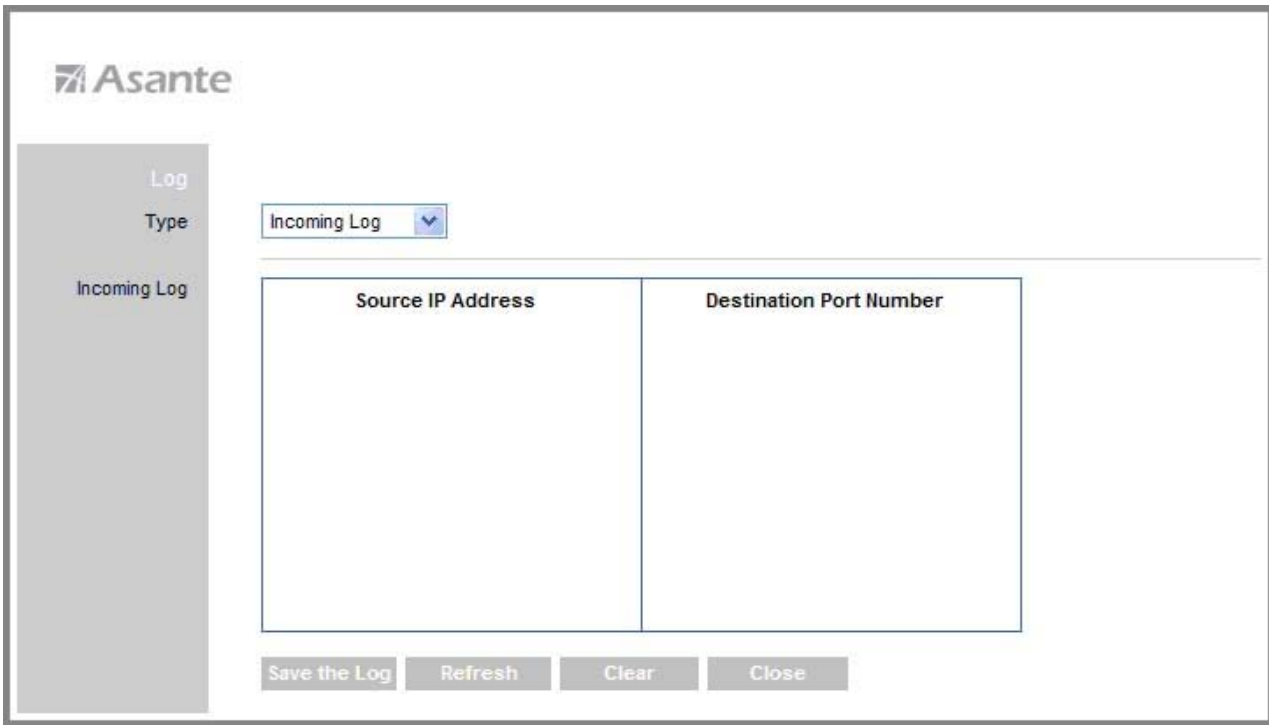 Asante
Log
Type
Incoming Log
Incoming Log
Source IP Address
Destination Port Number
Save the Log
Refresh
Clear
Close